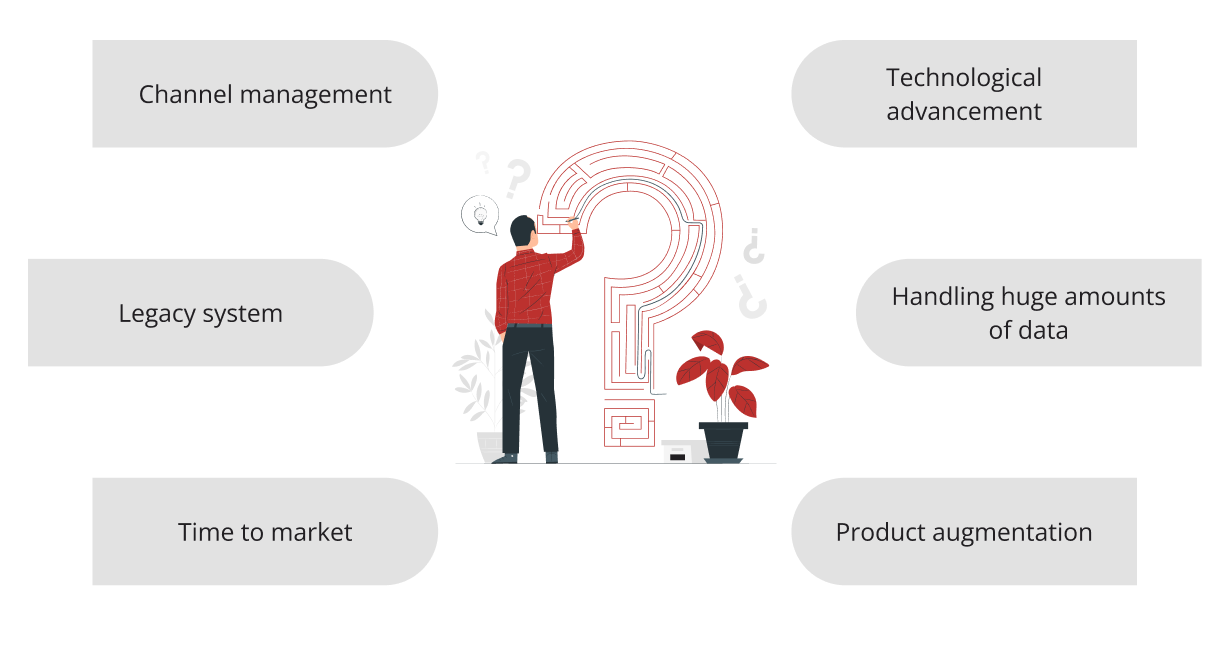 Channel management
Technological
advancement
Legacy system
Handling huge amounts
of data
Time to market
Product augmentation